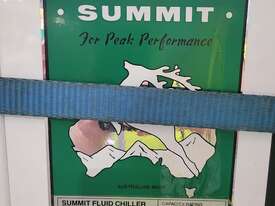 · SUMMIT ·
For Peak Performance
AUSTRALIAN MADE
SUMMIT FLUID CHILLER